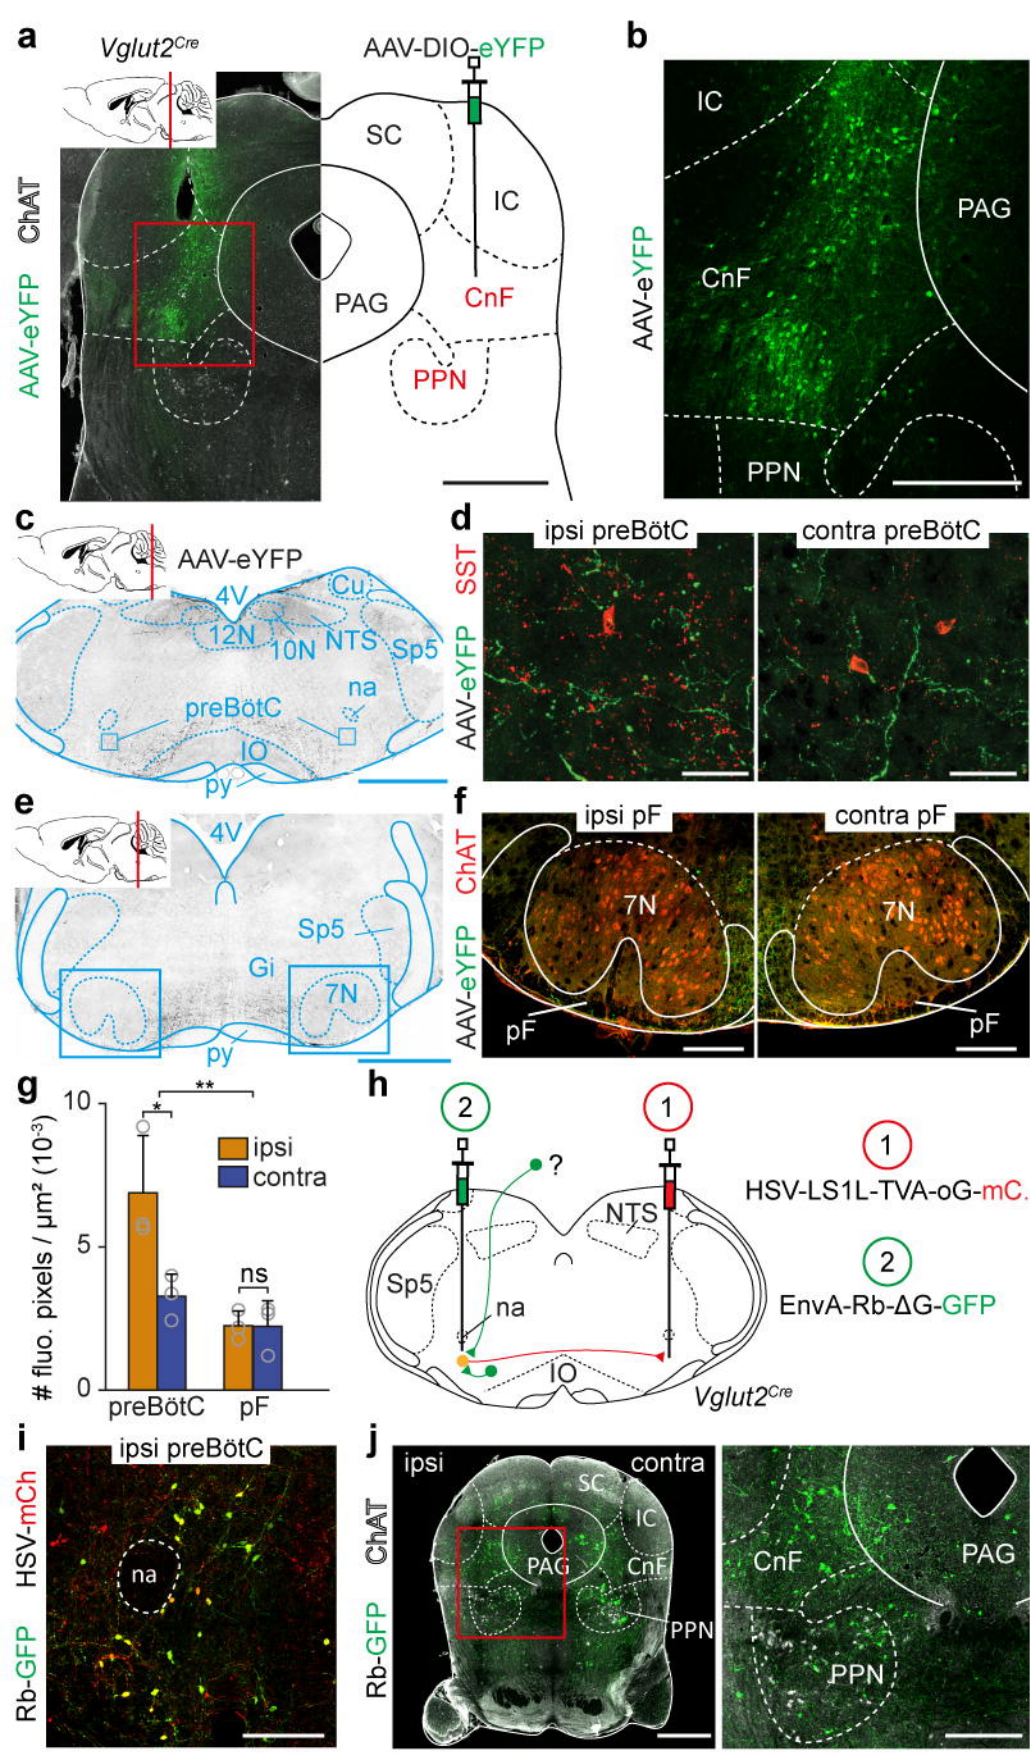 a
Vglut2Cre
AAV-DIO-eYFP
SC
IC
PAG
CnF
PPN
AAV-eYFP ChAT
b
IC
PAG
CnF
PPN
AAV-eYFP
c
AAV-eYFP
4V
Cu
12N
10N
NTS
Sp5
na
preBötC
IO
py
d
ipsi preBötC
contra preBötC
AAV-eYFP SST
e
4V
Sp5
Gi
7N
py
f
ipsi pF
contra pF
7N
7N
pF
pF
AAV-eYFP ChAT
g
# fluo. pixels / µm² (10-3)
10
5
0
**
*
ns
ipsi
contra
preBötC
pF
h
2
1
?
NTS
Sp5
na
IO
Vglut2Cre
1
HSV-LS1L-TVA-oG-mC.
2
EnvA-Rb-ΔG-GFP
i
ipsi preBötC
na
Rb-GFP HSV-mCh
j
ipsi
contra
SC
IC
PAG
CnF
PPN
Rb-GFP ChAT
CnF
PAG
PPN